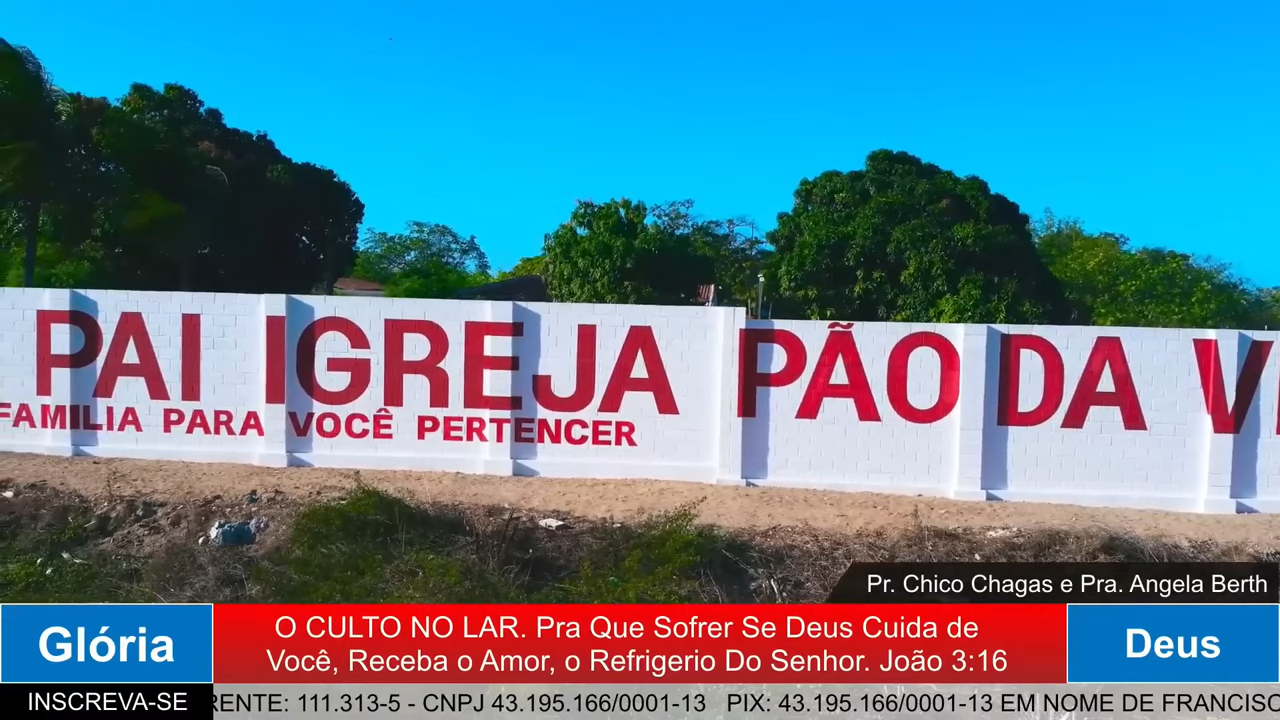 PAI IGREJA PÃO DA
FAMILIA PARA VOCÊ PERTENCER
Pr. Chico Chagas e Pra. Angela Berth
Glória
O CULTO NO LAR. Pra Que Sofrer Se Deus Cuida de
Você, Receba o Amor, o Refrigerio Do Senhor. João 3:16
Deus
INSCREVA-SE
RENTE: 111.313-5 - CNPJ 43.195.166/0001-13 PIX: 43.195.166/0001-13 EM NOME DE FRANCISC